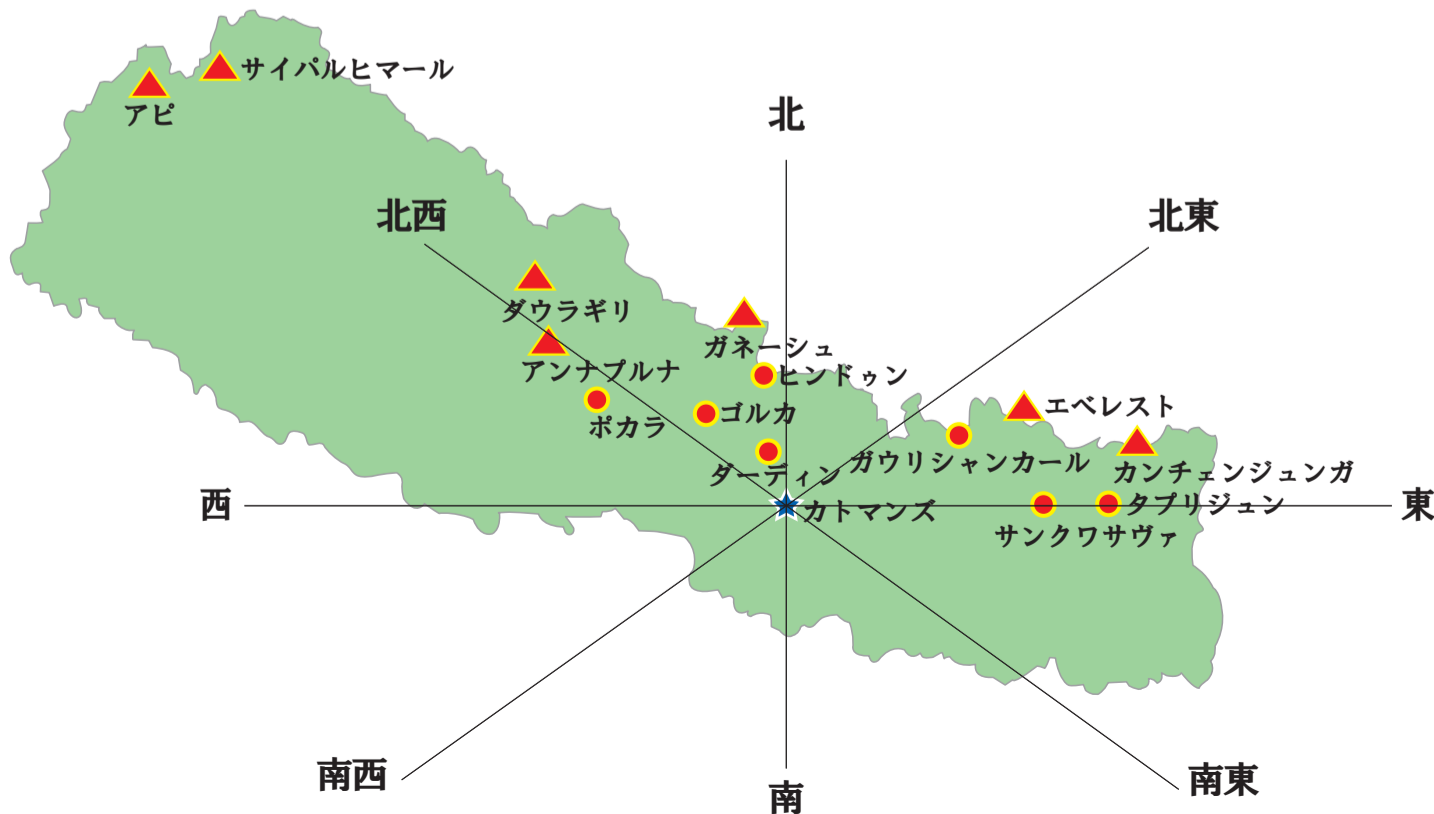 サイパルヒマール
アピ
北
北西
北東
ダウラギリ
ガネーシュ
アンナプルナ
ヒンドゥン
ポカラ
ゴルカ
エベレスト
ダーディン
ガウリシャンカール
カンチェンジュンガ
西
カトマンズ
タプリジュン
東
サンクワサヴァ
南西
南
南東